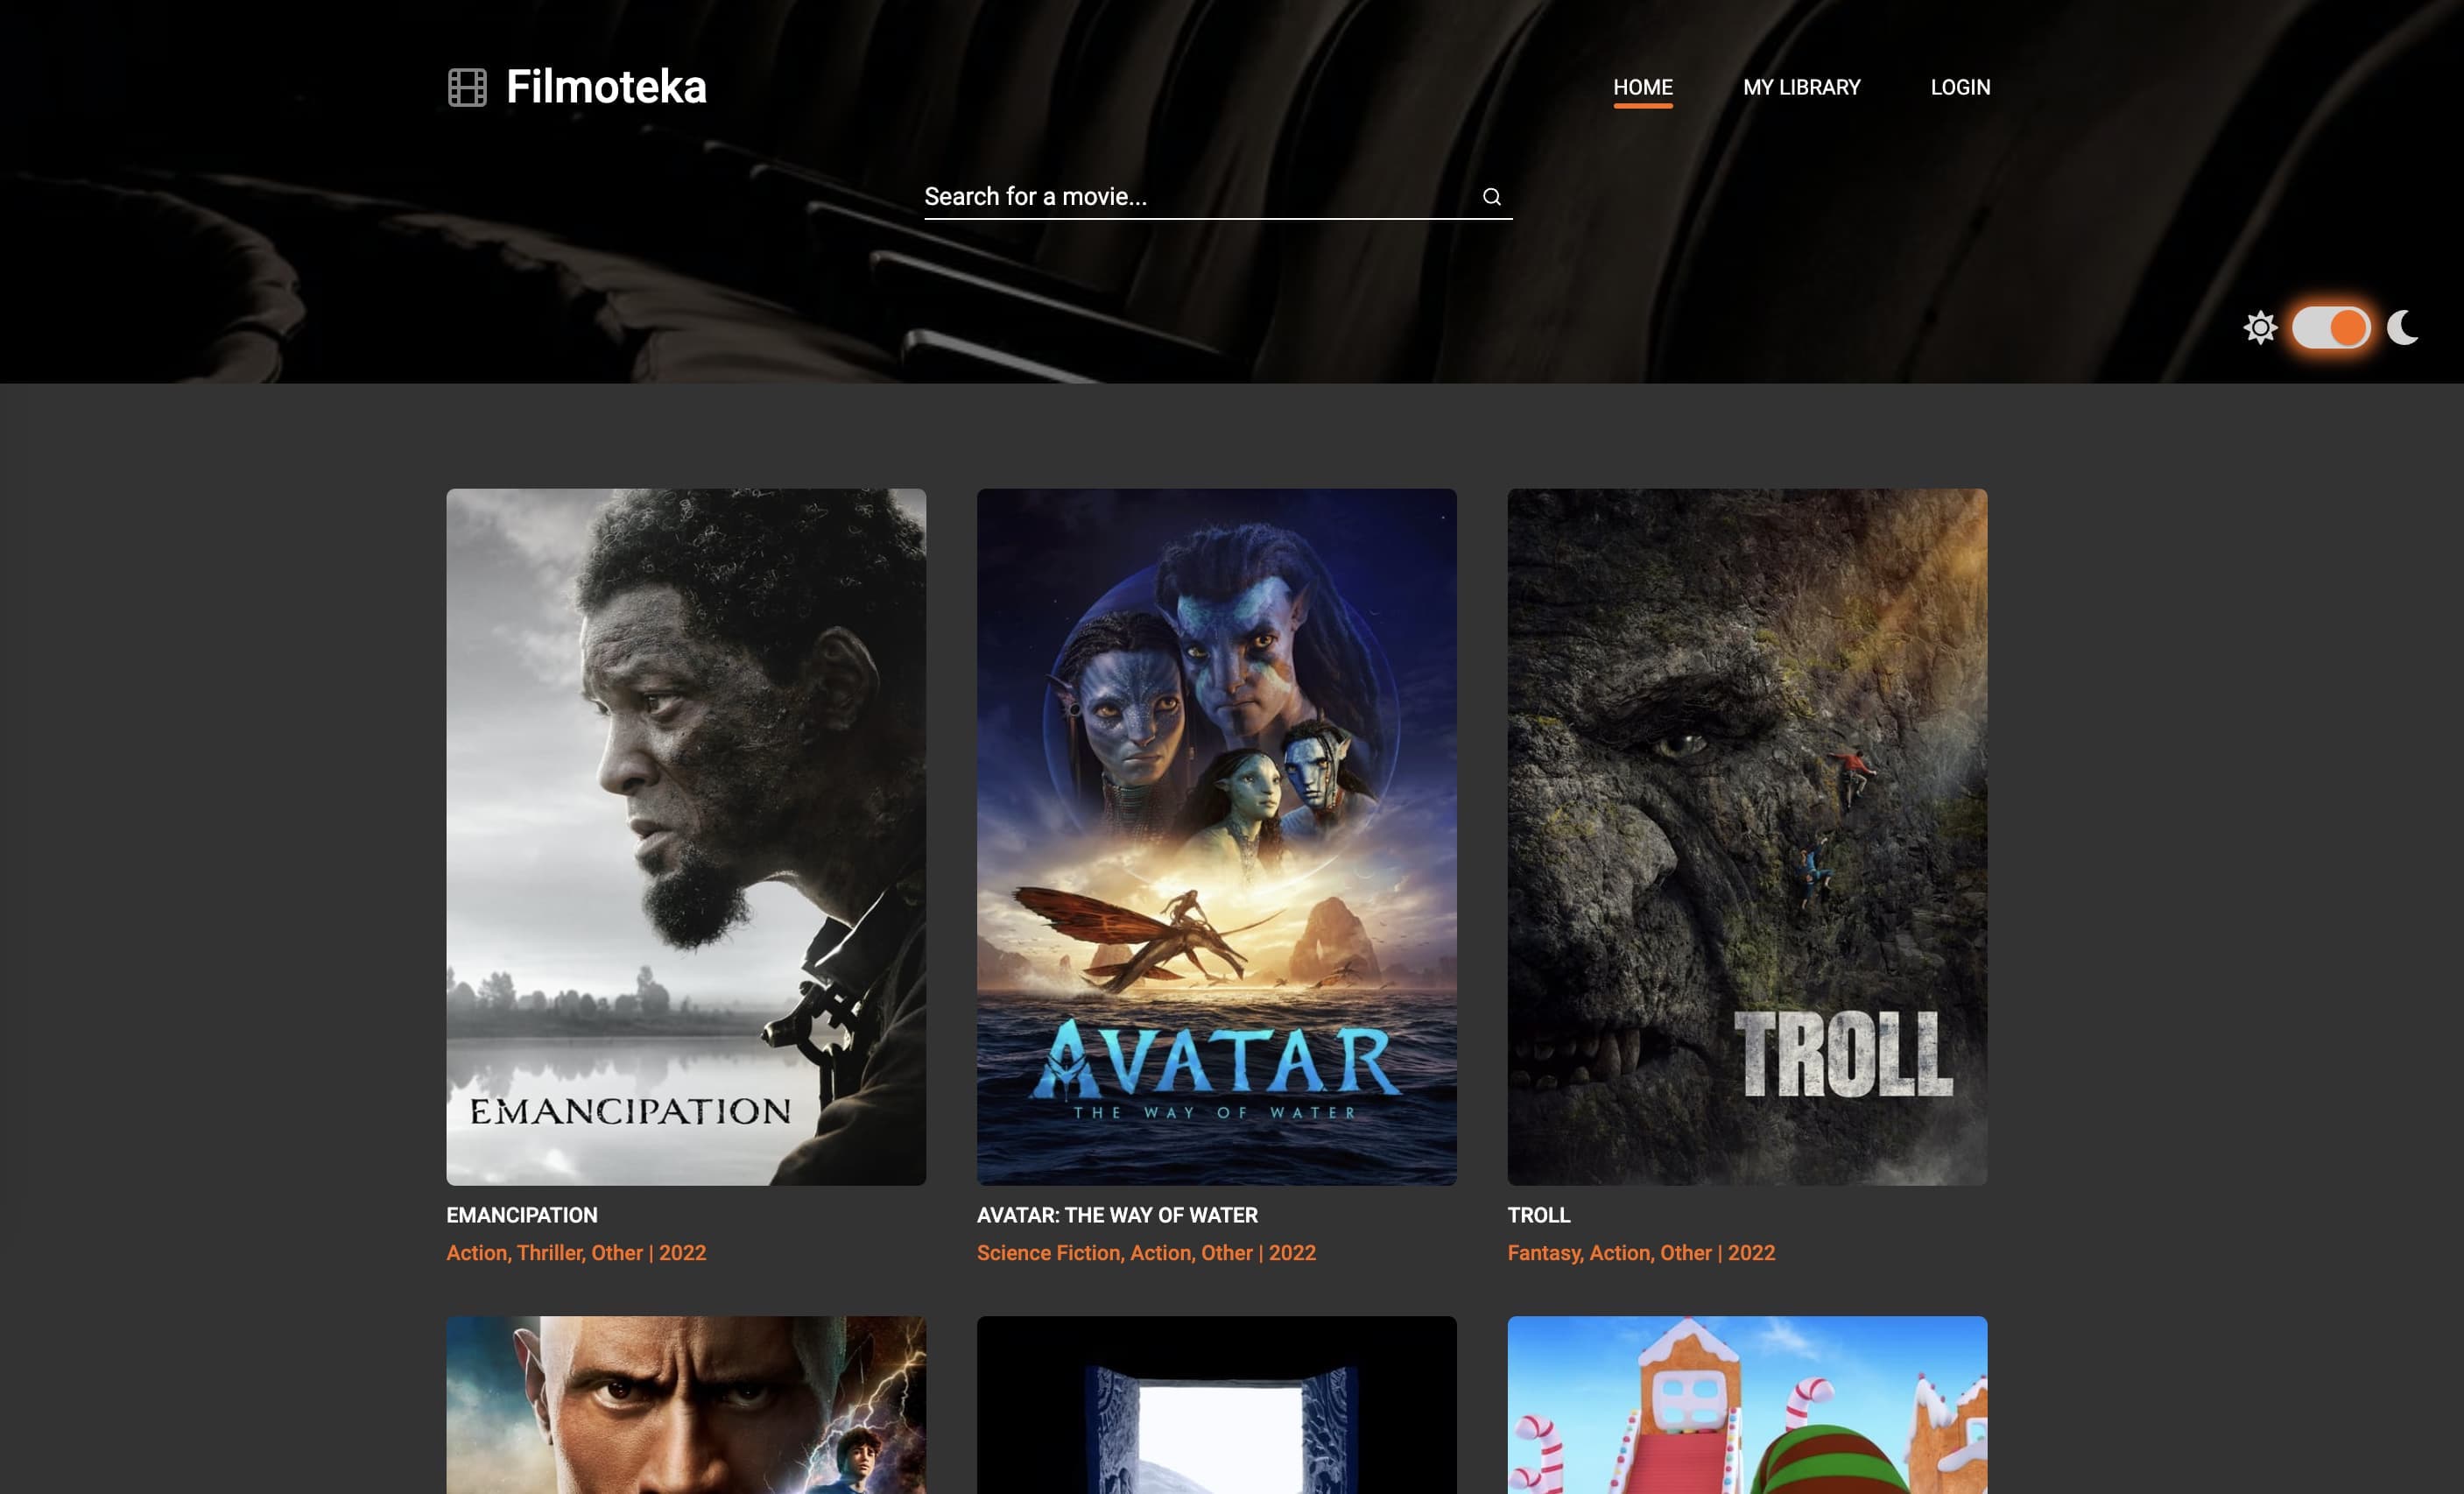 Filmoteka
HOME
MY LIBRARY
LOGIN
Search for a movie...
EMANCIPATION
AVATAR
THE WAY OF WATER
TROLL
EMANCIPATION
Action, Thriller, Other | 2022
AVATAR: THE WAY OF WATER
Science Fiction, Action, Other | 2022
TROLL
Fantasy, Action, Other | 2022